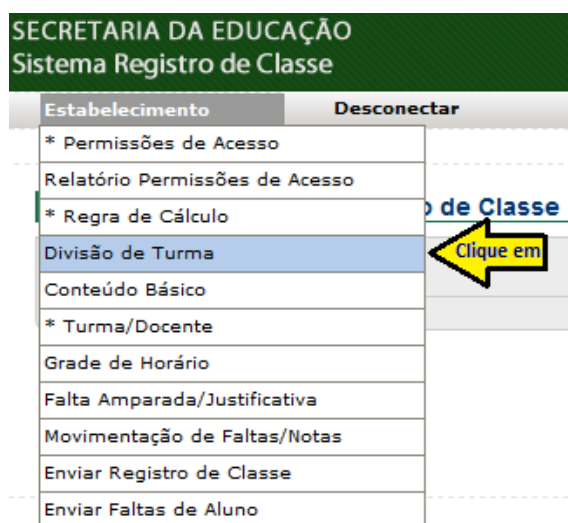 SECRETARIA DA EDUCAÇÃO
Sistema Registro de Classe
Estabelecimento Desconectar
* Permissões de Acesso
Relatório Permissões de Acesso
* Regra de Cálculo
o de Classe
Divisão de Turma
Clique em
Conteúdo Básico
* Turma/Docente
Grade de Horário
Falta Amparada/Justificativa
Movimentação de Faltas/Notas
Enviar Registro de Classe
Enviar Faltas de Aluno